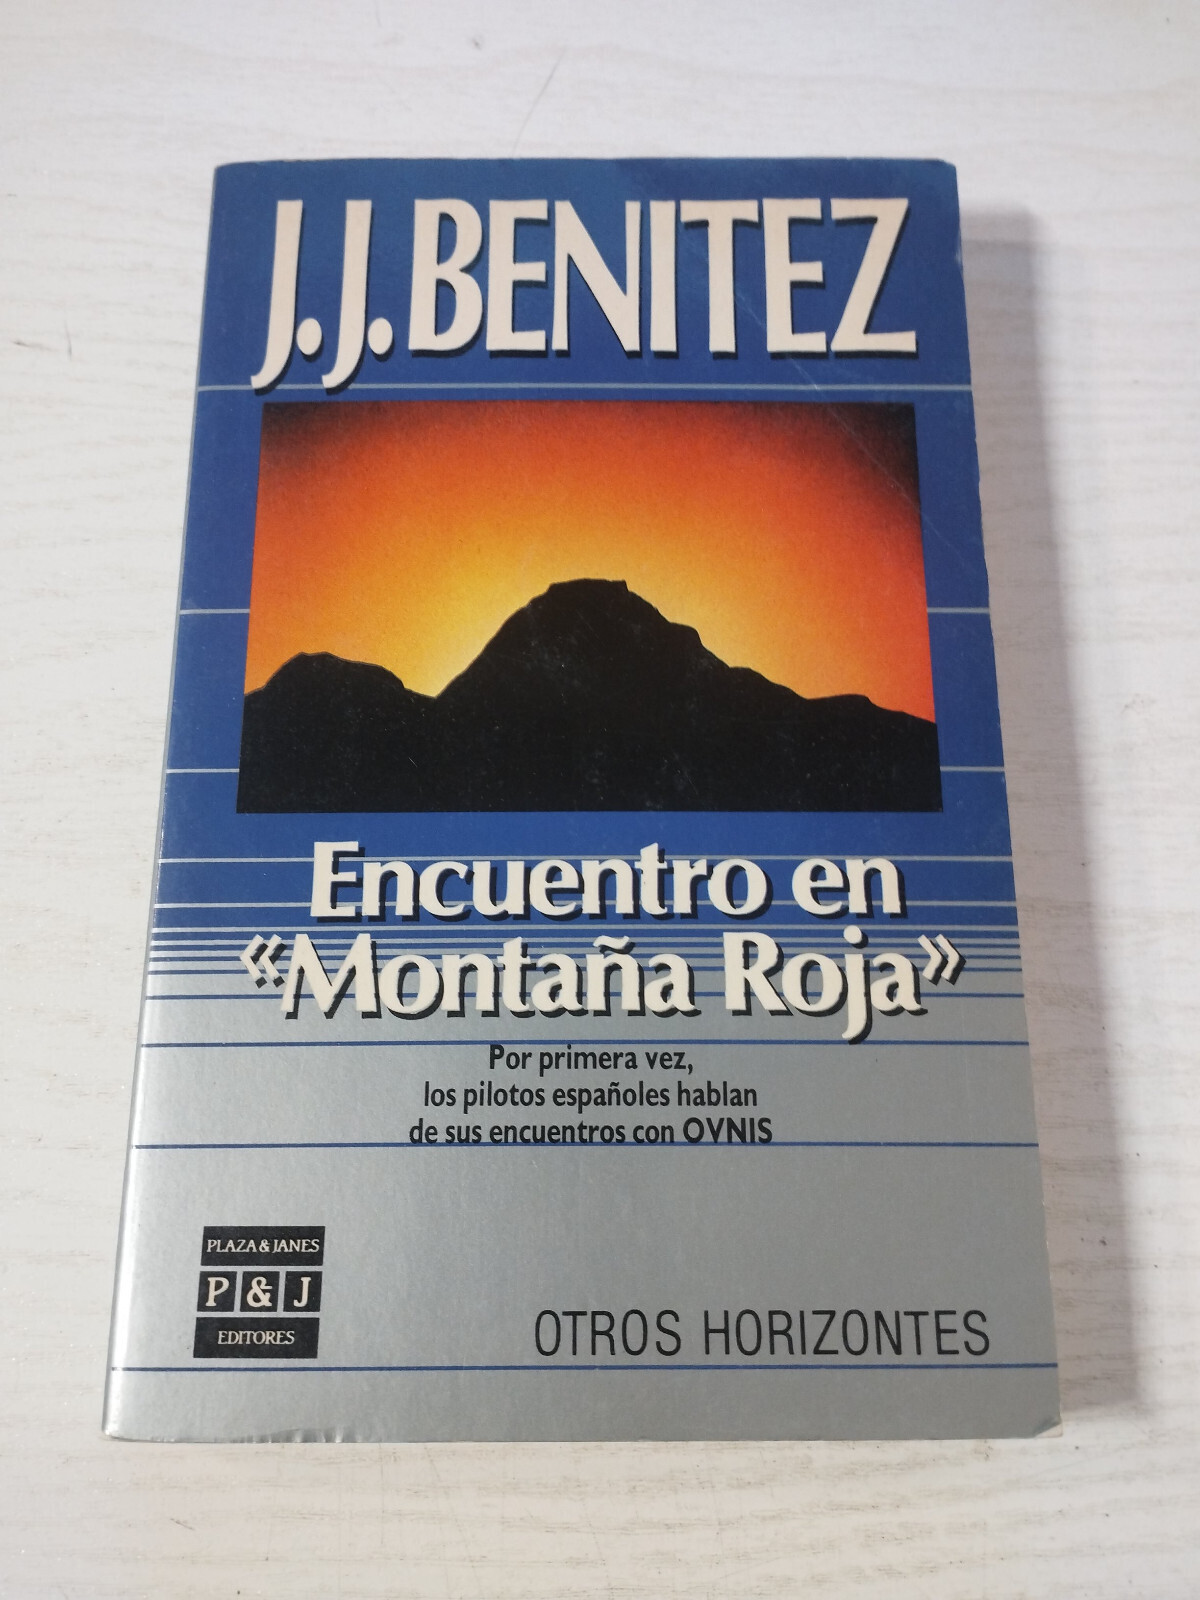 J.J. BENITEZ
Encuentro en
«Montaña Roja»
Por primera vez,
los pilotos españoles hablan
de sus encuentros con OVNIS
PLAZA & JANES
P & J
EDITORES
OTROS HORIZONTES